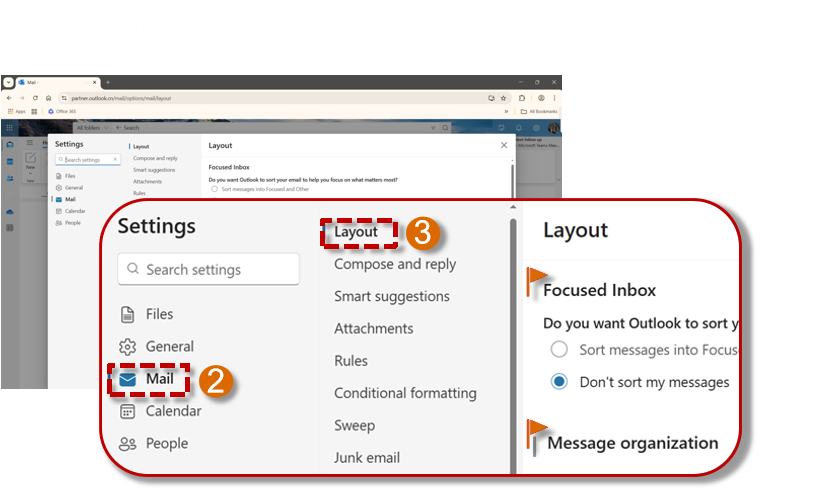 Mail -
partner.outlook.cn/mail/options/mail/layout
Apps
Office 365
All Bookmarks
All folders
Search
Settings
Search settings
Files
General
Mail
Calendar
People
Layout
Compose and reply
Smart suggestions
Attachments
Rules
Layout
Focused Inbox
Do you want Outlook to sort your email to help you focus on what matters most?
Sort messages into Focused and Other
New
Microsoft Teams Mee...
Settings
Search settings
Files
General
Mail
2
Calendar
People
Layout
3
Compose and reply
Smart suggestions
Attachments
Rules
Conditional formatting
Sweep
Junk email
Layout
Focused Inbox
Do you want Outlook to sort y
Sort messages into Focus
Don't sort my messages
Message organization